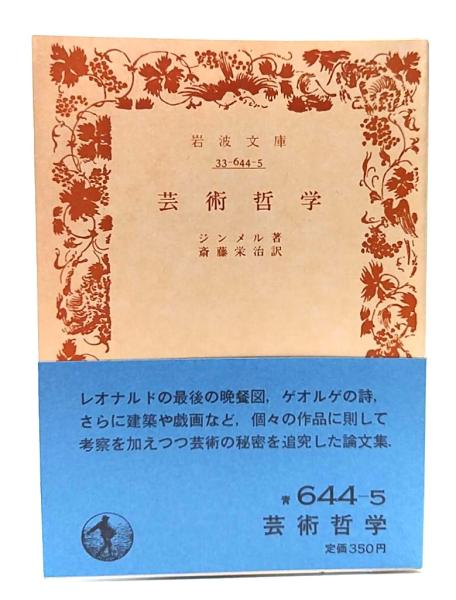 岩波文庫
33-644-5
芸術哲学
ジンメル著
斎藤栄治訳
レオナルドの最後の晩餐図，ゲオルゲの詩，
さらに建築や戯画など，個々の作品に則して
考察を加えつつ芸術の秘密を追究した論文集．
青 644-5
芸術哲学
定価350円